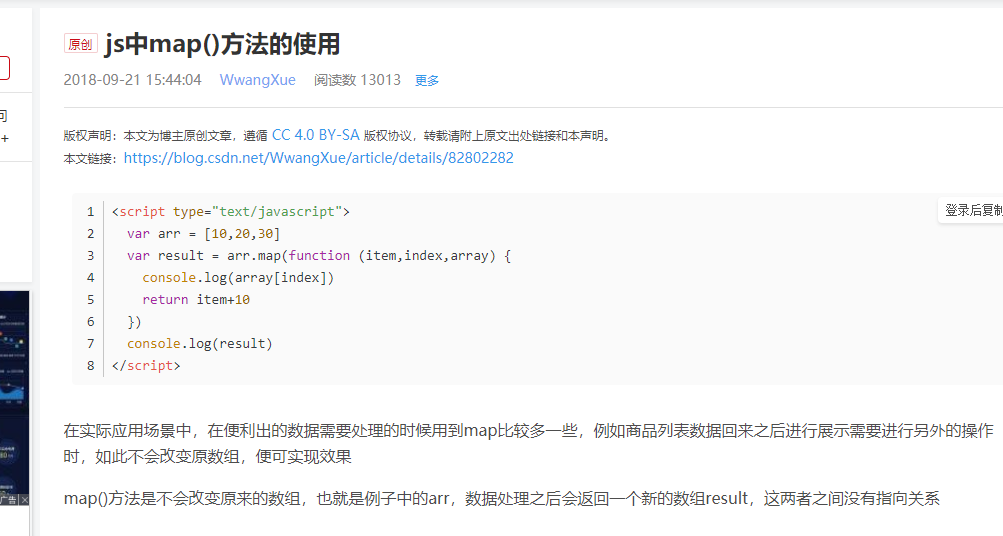 原创 js中map()方法的使用
2018-09-21 15:44:04 WwangXue 阅读数 13013 更多
问
+
版权声明：本文为博主原创文章，遵循 CC 4.0 BY-SA 版权协议，转载请附上原文出处链接和本声明。
本文链接：https://blog.csdn.net/WwangXue/article/details/82802282
登录后复制
1 <script type="text/javascript">
2 var arr = [10,20,30]
3 var result = arr.map(function (item,index,array) {
4 console.log(array[index])
5 return item+10
6 })
7 console.log(result)
8 </script>
在实际应用场景中，在便利出的数据需要处理的时候用到map比较多一些，例如商品列表数据回来之后进行展示需要进行另外的操作
时，如此不会改变原数组，便可实现效果
map()方法是不会改变原来的数组，也就是例子中的arr，数据处理之后会返回一个新的数组result，这两者之间没有指向关系
广告